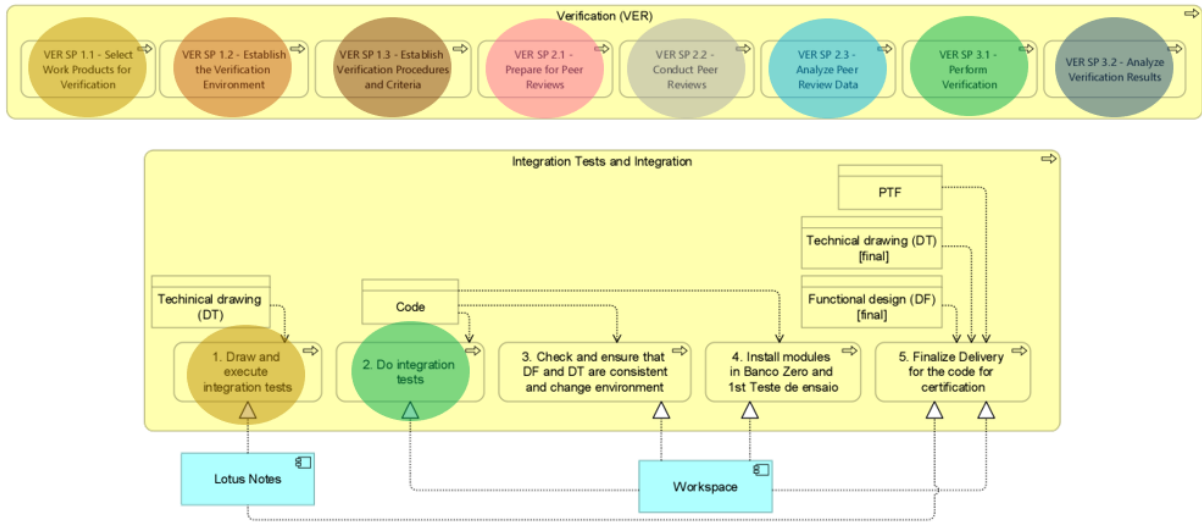 Verification (VER)
VER SP 1.1 - Select
Work Products for
Verification
VER SP 1.2 - Establish
the Verification
Environment
VER SP 1.3 - Establish
Verification Procedures
and Criteria
VER SP 2.1 -
Prepare for Peer
Reviews
VER SP 2.2 -
Conduct Peer
Reviews
VER SP 2.3 -
Analyze Peer
Review Data
VER SP 3.1 -
Perform
Verification
VER SP 3.2 - Analyze
Verification Results
Integration Tests and Integration
PTF
Technical drawing (DT)
[final]
Functional design (DF)
[final]
Techinical drawing
(DT)
Code
1. Draw and
execute
integration tests
2. Do integration
tests
3. Check and ensure that
DF and DT are consistent
and change environment
4. Install modules
in Banco Zero and
1st Teste de ensaio
5. Finalize Delivery
for the code for
certification
Lotus Notes
Workspace